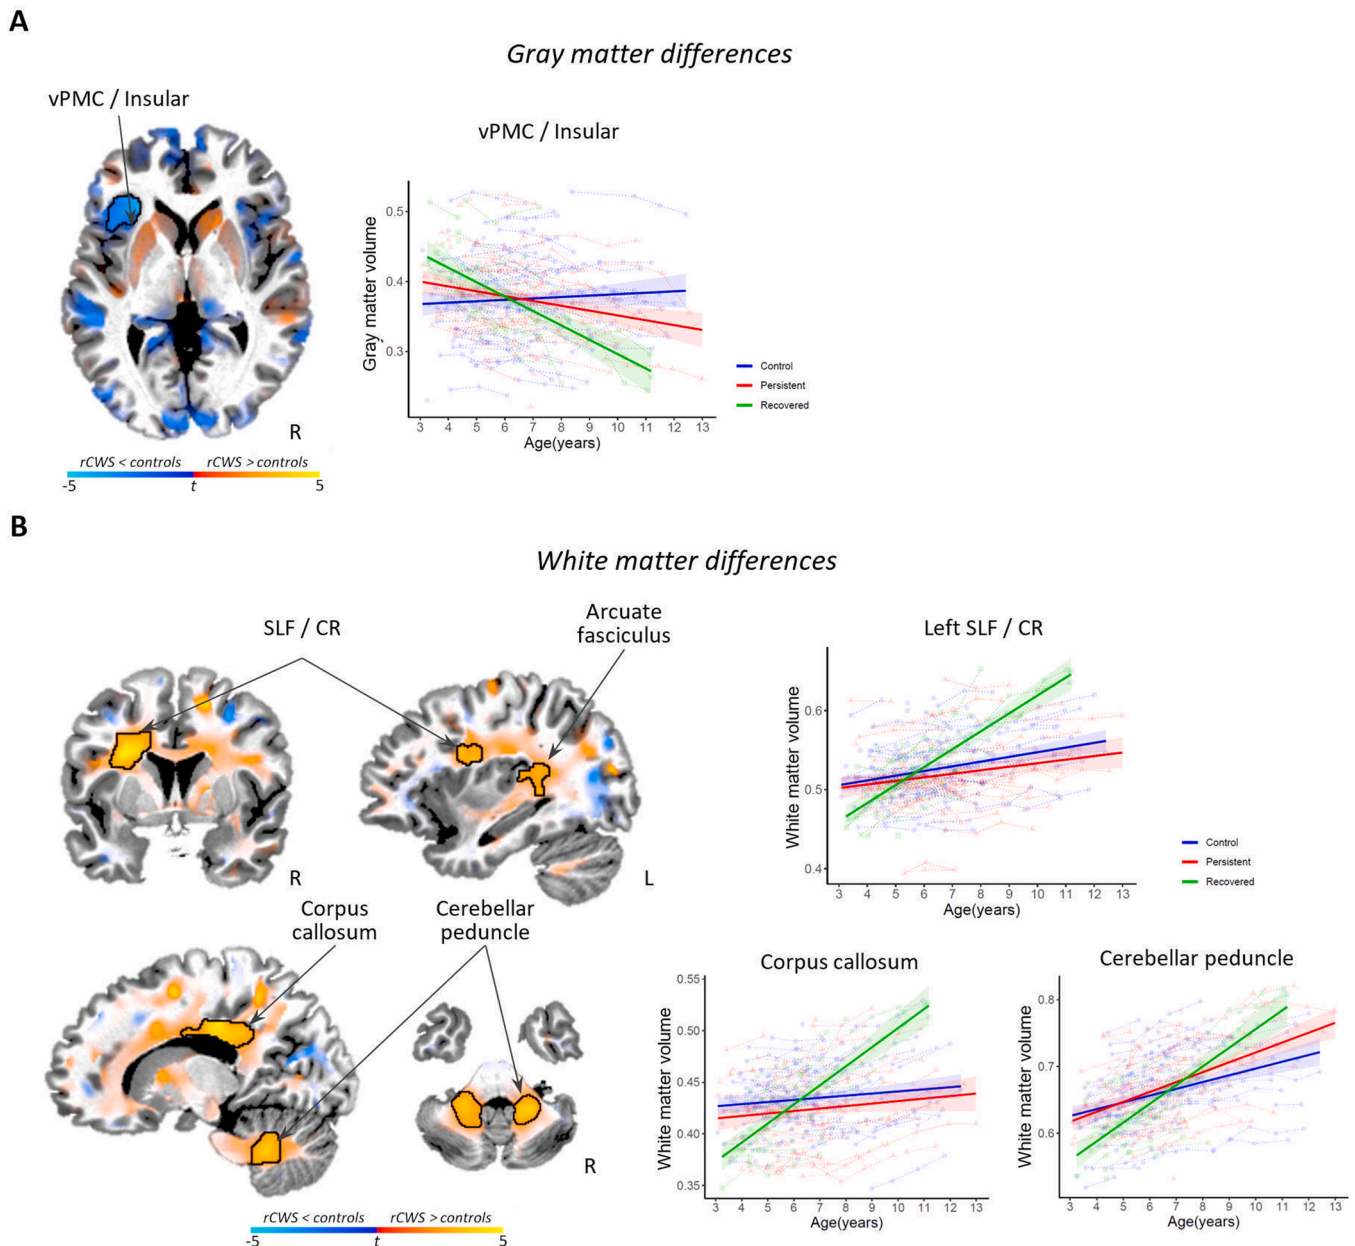 A
Gray matter differences
vPMC / Insular
vPMC / Insular
Gray matter volume
0.5
0.4
0.3
3 4 5 6 7 8 9 10 11 12 13
Age(years)
Control
Persistent
Recovered
R
rCWS < controls rCWS > controls
-5 t 5
B
White matter differences
SLF / CR
Arcuate
fasciculus
Left SLF / CR
White matter volume
0.6
0.5
0.4
3 4 5 6 7 8 9 10 11 12 13
Age(years)
Control
Persistent
Recovered
R
L
Corpus
callosum
Cerebellar
peduncle
R
Corpus callosum
White matter volume
0.55
0.50
0.45
0.40
0.35
3 4 5 6 7 8 9 10 11 12 13
Age(years)
Cerebellar peduncle
White matter volume
0.8
0.7
0.6
3 4 5 6 7 8 9 10 11 12 13
Age(years)
rCWS < controls rCWS > controls
-5 t 5